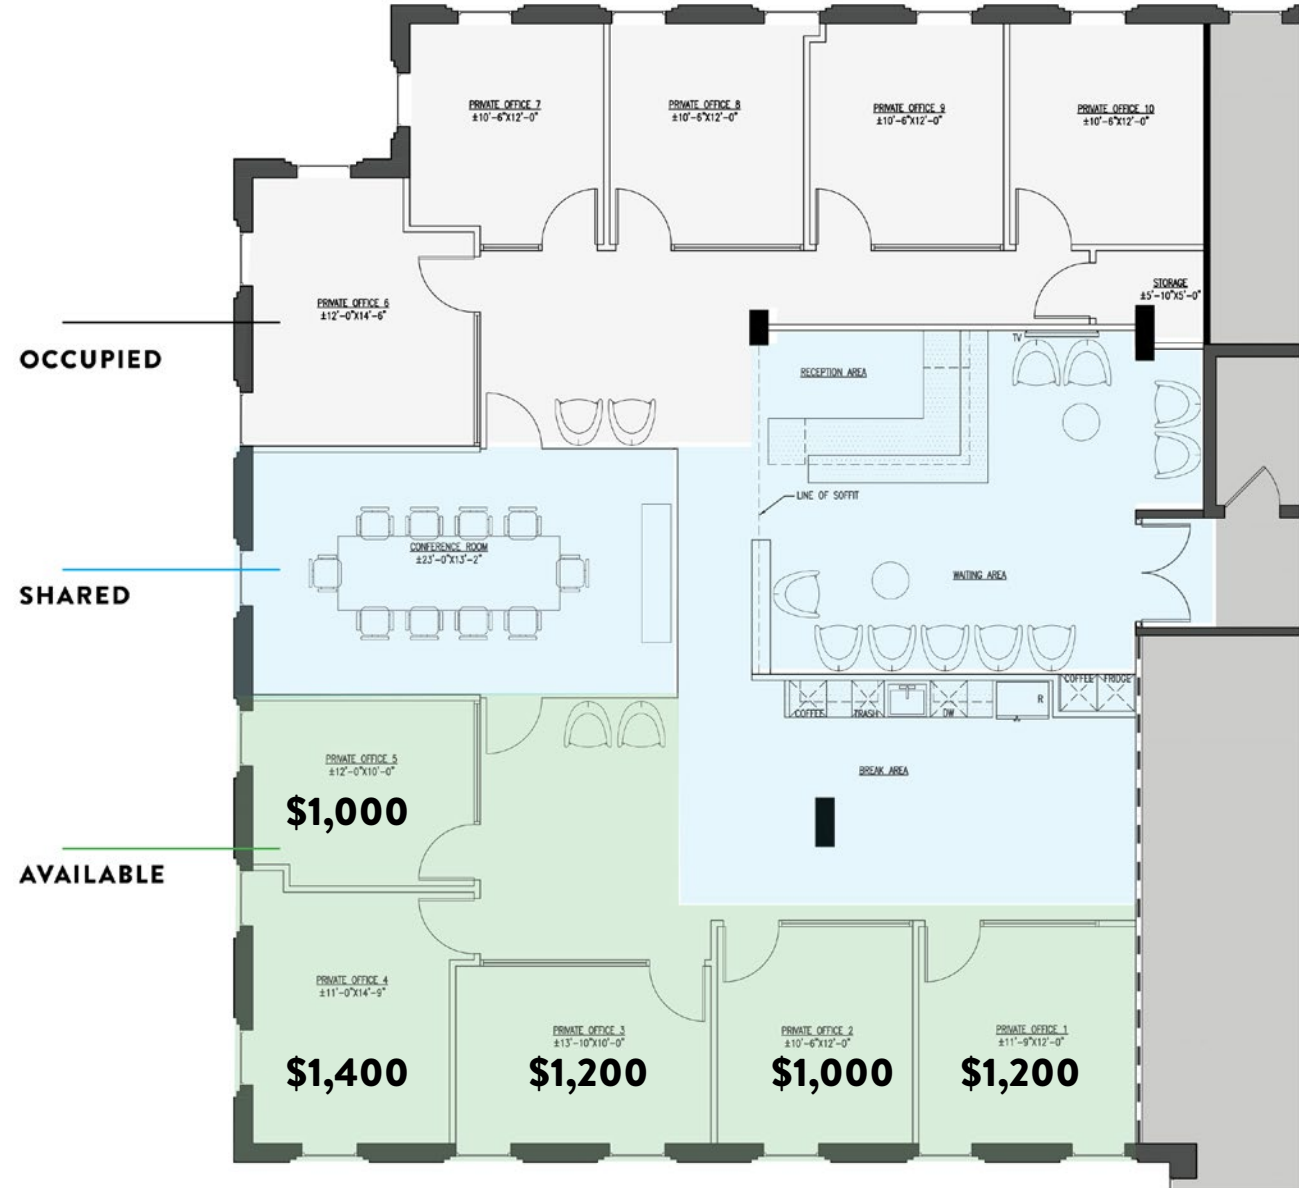 PRIVATE OFFICE 7
±10'-6"X12'-0"
PRIVATE OFFICE 8
±10'-6"X12'-0"
PRIVATE OFFICE 9
±10'-6"X12'-0"
PRIVATE OFFICE 10
±10'-6"X12'-0"
PRIVATE OFFICE 6
±12'-0"X14'-6"
STORAGE
±5'-10"X5'-0"
OCCUPIED
TV
RECEPTION AREA
LINE OF SOFFIT
CONFERENCE ROOM
±23'-0"X13'-2"
WAITING AREA
SHARED
COFFEE
FRIDGE
COFFEE
TRASH
DW
R
PRIVATE OFFICE 5
±12'-0"X10'-0"
$1,000
BREAK AREA
AVAILABLE
PRIVATE OFFICE 4
±11'-0"X14'-9"
$1,400
PRIVATE OFFICE 3
±13'-10"X10'-0"
$1,200
PRIVATE OFFICE 2
±10'-6"X12'-0"
$1,000
PRIVATE OFFICE 1
±11'-9"X12'-0"
$1,200